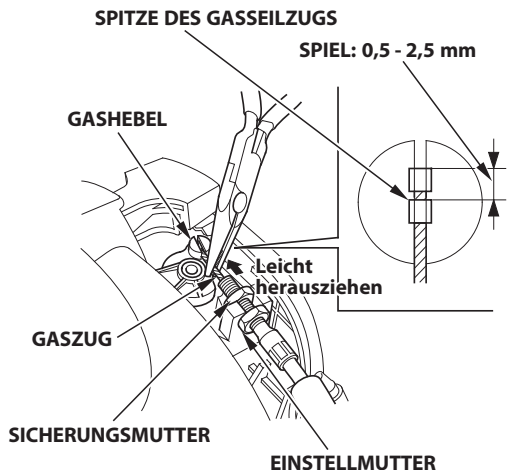 SPITZE DES GASSEILZUGS
SPIEL: 0,5 - 2,5 mm
GASHEBEL
Leicht
herausziehen
GASZUG
SICHERUNGSMUTTER
EINSTELLMUTTER